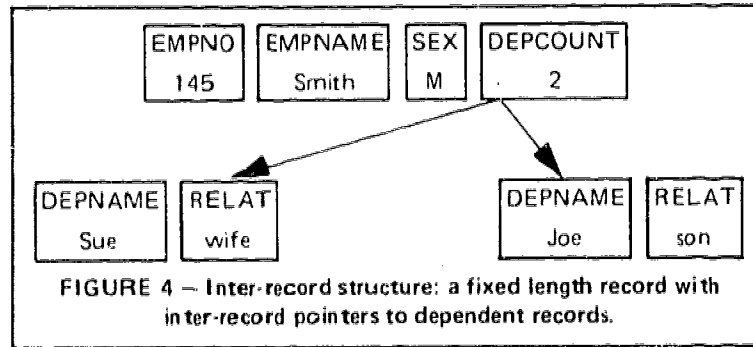 EMPNO EMPNAME SEX DEPCOUNT
145 Smith M 2
DEPNAME RELAT DEPNAME RELAT
Sue wife Joe son
FIGURE 4 – Inter-record structure: a fixed length record with
inter-record pointers to dependent records.